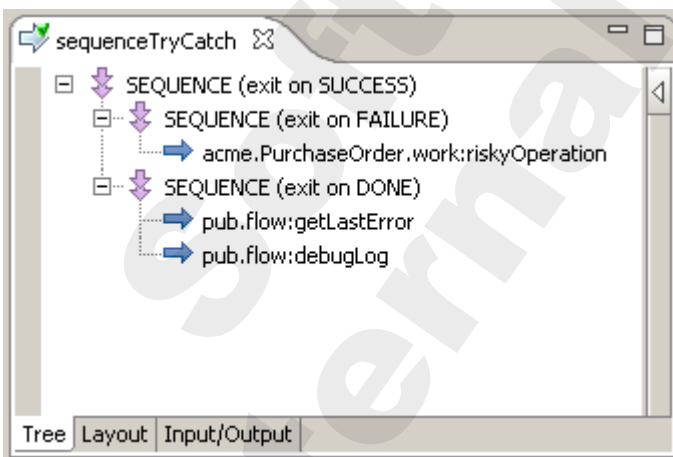 sequenceTryCatch
SEQUENCE (exit on SUCCESS)
SEQUENCE (exit on FAILURE)
acme.PurchaseOrder.work:riskyOperation
SEQUENCE (exit on DONE)
pub.flow:getLastError
pub.flow:debugLog
Tree Layout Input/Output